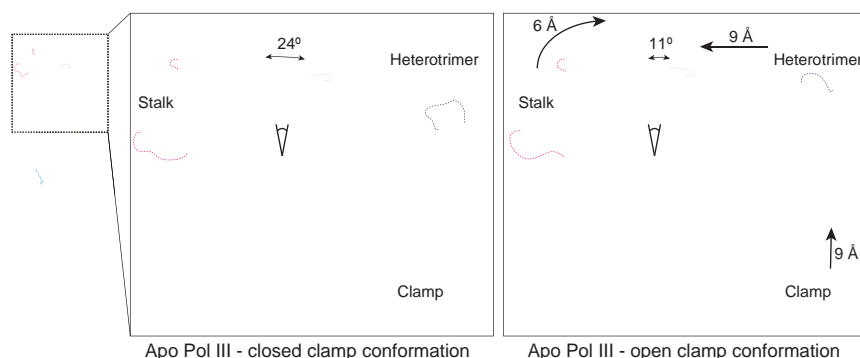 24º
Heterotrimer
Stalk
Clamp
Apo Pol III - closed clamp conformation
6 Å
11º
9 Å
Heterotrimer
Stalk
9 Å
Clamp
Apo Pol III - open clamp conformation